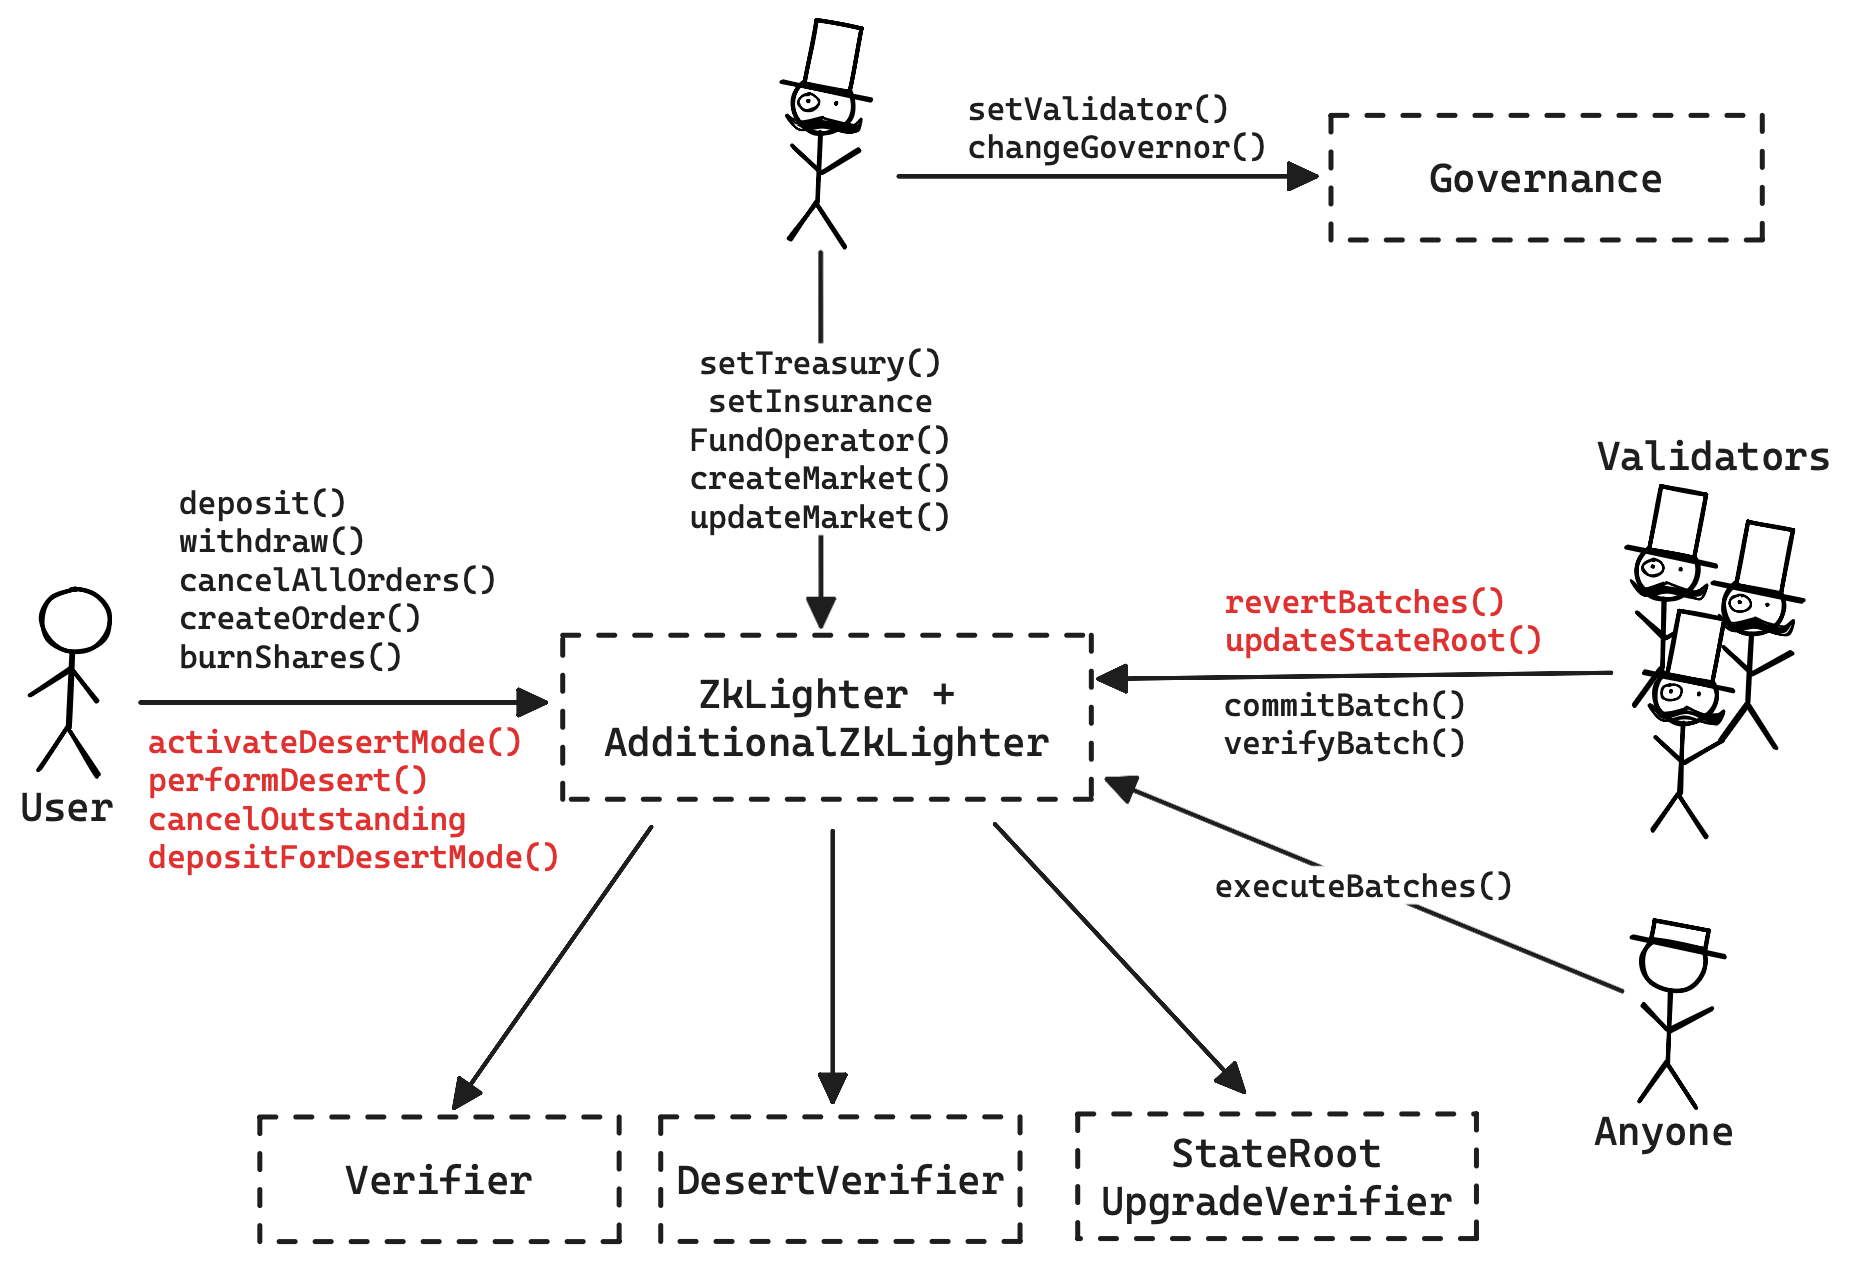 setValidator()
changeGovernor()
Governance
setTreasury()
setInsurance
FundOperator()
createMarket()
updateMarket()
Validators
deposit()
withdraw()
cancelAllOrders()
createOrder()
burnShares()
revertBatches()
updateStateRoot()
ZkLighter +
AdditionalZkLighter
commitBatch()
verifyBatch()
activateDesertMode()
performDesert()
cancelOutstanding
depositForDesertMode()
User
executeBatches()
Anyone
Verifier
DesertVerifier
StateRoot
UpgradeVerifier